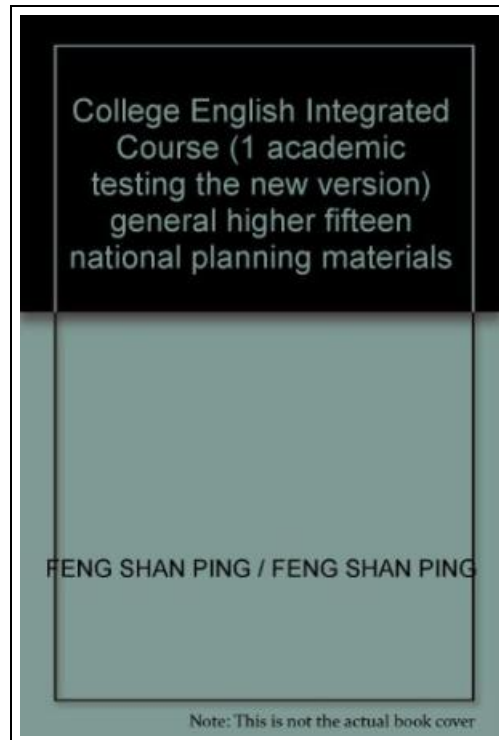 College English Integrated
Course (1 academic
testing the new version)
general higher fifteen
national planning materials
FENG SHAN PING / FENG SHAN PING
Note: This is not the actual book cover